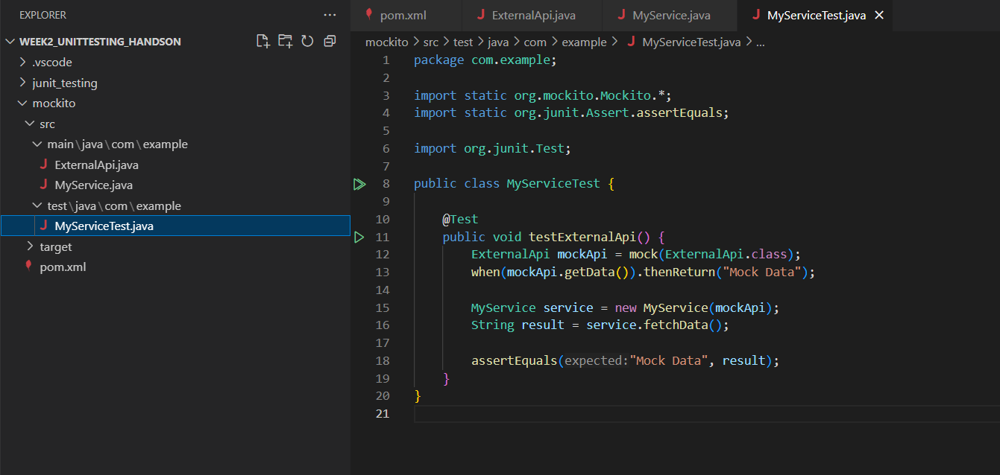 EXPLORER
WEEK2_UNITTESTING_HANDSON
.vscode
junit_testing
mockito
src
main\java\com\example
ExternalApi.java
MyService.java
test\java\com\example
MyServiceTest.java
target
pom.xml
pom.xml
ExternalApi.java
MyService.java
MyServiceTest.java
mockito > src > test > java > com > example > MyServiceTest.java > ...
1 package com.example;
2
3 import static org.mockito.Mockito.*;
4 import static org.junit.Assert.assertEquals;
5
6 import org.junit.Test;
7
8 public class MyServiceTest {
9
10 @Test
11 public void testExternalApi() {
12 ExternalApi mockApi = mock(ExternalApi.class);
13 when(mockApi.getData()).thenReturn("Mock Data");
14
15 MyService service = new MyService(mockApi);
16 String result = service.fetchData();
17
18 assertEquals(expected:"Mock Data", result);
19 }
20 }
21